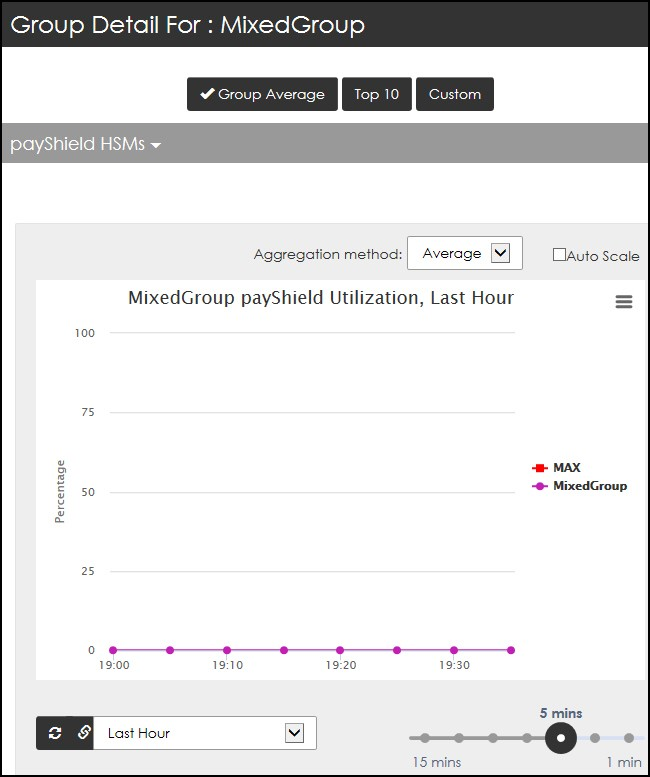 Group Detail For : MixedGroup
Group Average Top 10 Custom
payShield HSMs
Aggregation method: Average Auto Scale
MixedGroup payShield Utilization, Last Hour
100
75
Percentage
50
25
0
19:00 19:10 19:20 19:30
MAX
MixedGroup
Last Hour
5 mins
15 mins 1 min